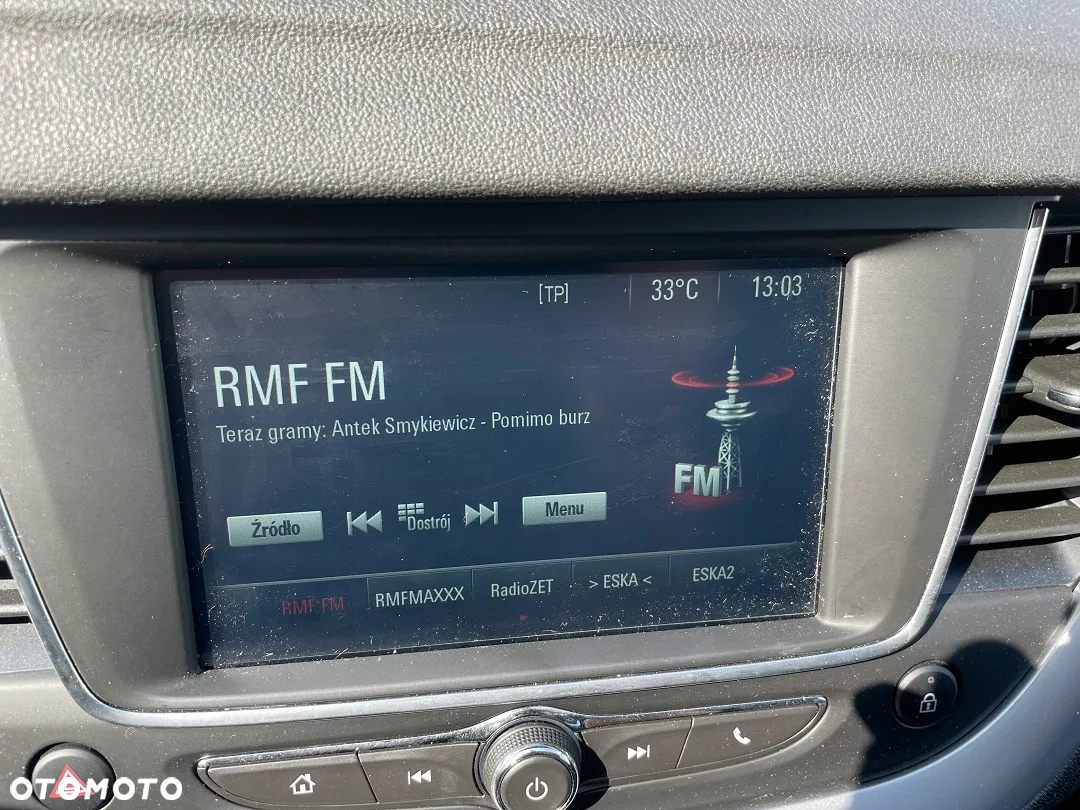 [TP] 33°C 13:03
RMF FM
Teraz gramy: Antek Smykiewicz - Pomimo burz
FM
Źródło Dostrój Menu
RMF FM RMFMAXXX RadioZET > ESKA < ESKA2
OTOMOTO